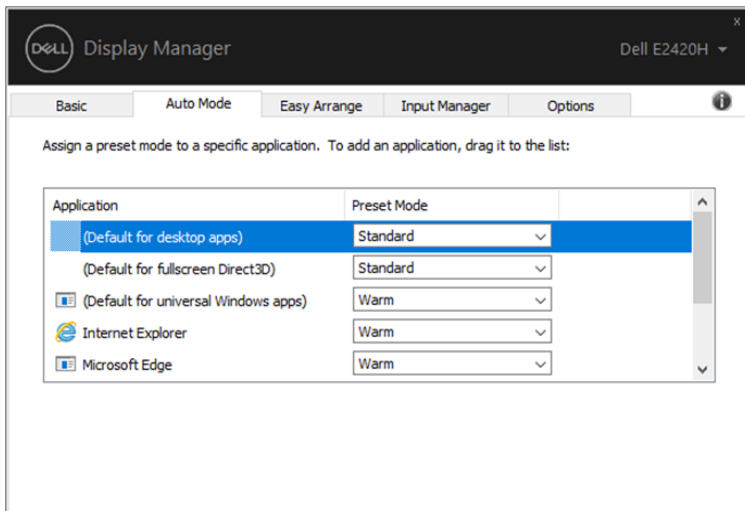 x
DELL Display Manager Dell E2420H
Basic Auto Mode Easy Arrange Input Manager Options
Assign a preset mode to a specific application. To add an application, drag it to the list:
Application Preset Mode
(Default for desktop apps) Standard
(Default for fullscreen Direct3D) Standard
(Default for universal Windows apps) Warm
Internet Explorer Warm
Microsoft Edge Warm